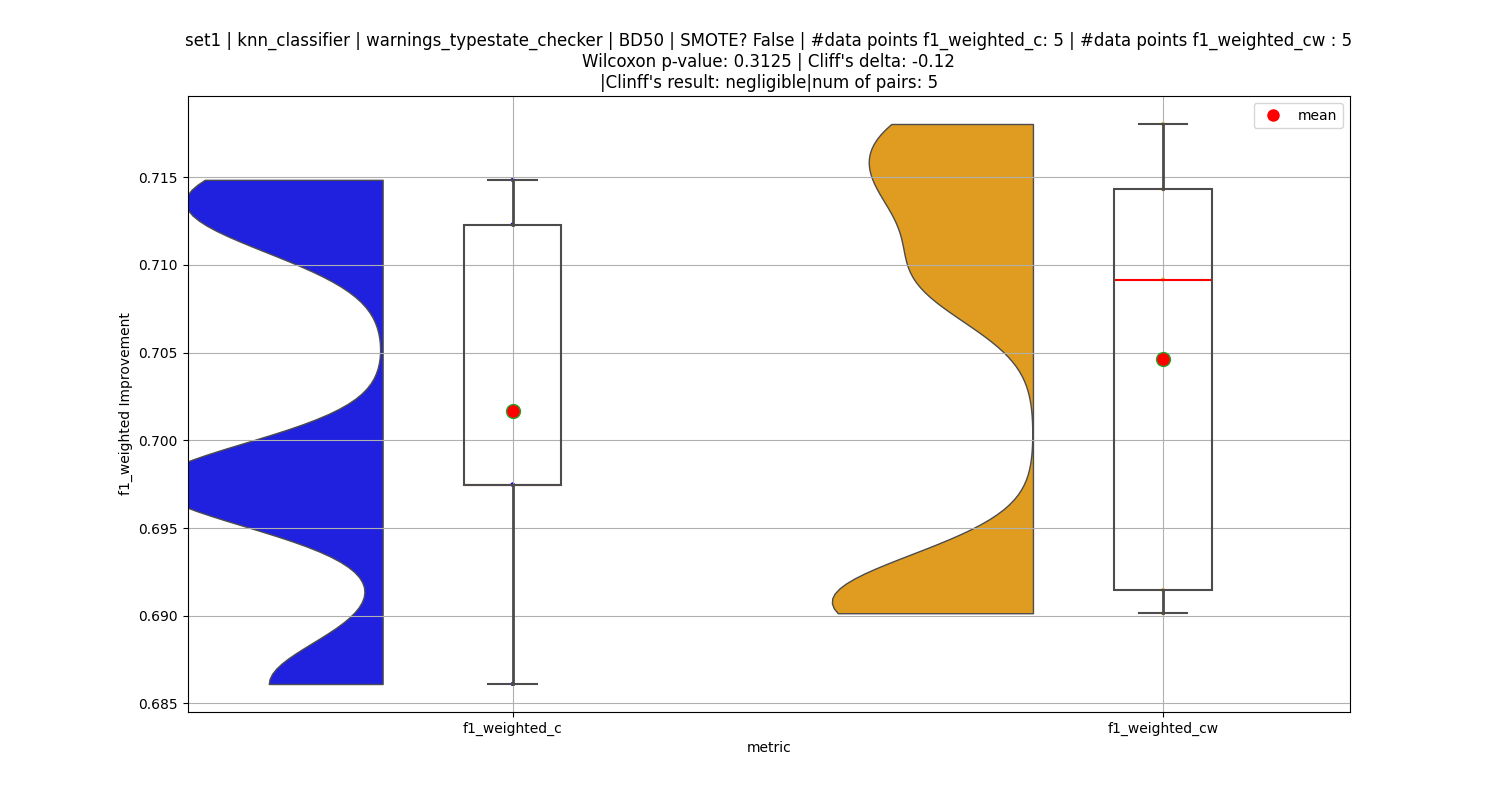 set1 | knn_classifier | warnings_typestate_checker | BD50 | SMOTE? False | #data points f1_weighted_c: 5 | #data points f1_weighted_cw : 5
Wilcoxon p-value: 0.3125 | Cliff's delta: -0.12
|Clinff's result: negligible|num of pairs: 5
mean
0.715
0.710
0.705
0.700
0.695
0.690
0.685
f1_weighted Improvement
f1_weighted_c
f1_weighted_cw
metric